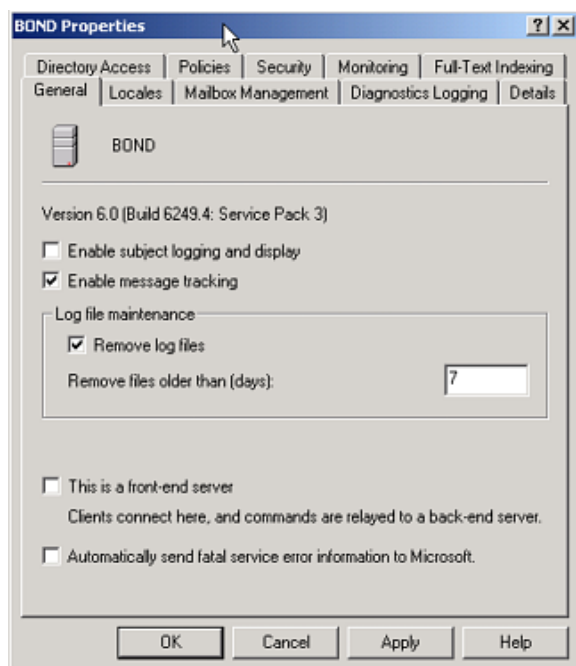 BOND Properties
Directory Access Policies Security Monitoring Full-Text Indexing
General Locales Mailbox Management Diagnostics Logging Details
BOND
Version 6.0 (Build 6249.4: Service Pack 3)
Enable subject logging and display
Enable message tracking
Log file maintenance
Remove log files
Remove files older than (days): 7
This is a front-end server
Clients connect here, and commands are relayed to a back-end server.
Automatically send fatal service error information to Microsoft.
OK Cancel Apply Help